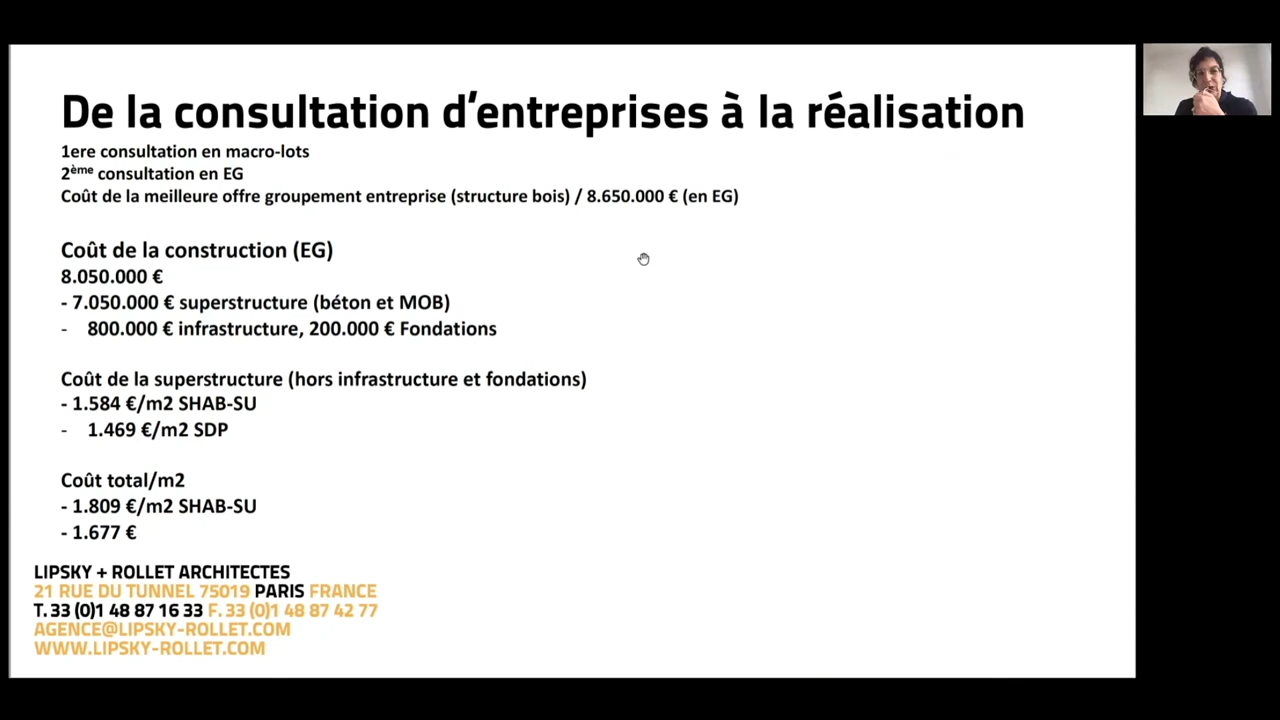 De la consultation d'entreprises à la réalisation
1ere consultation en macro-lots
2ème consultation en EG
Coût de la meilleure offre groupement entreprise (structure bois) / 8.650.000 € (en EG)
Coût de la construction (EG)
8.050.000 €
- 7.050.000 € superstructure (béton et MOB)
- 800.000 € infrastructure, 200.000 € Fondations
Coût de la superstructure (hors infrastructure et fondations)
- 1.584 €/m2 SHAB-SU
- 1.469 €/m2 SDP
Coût total/m2
- 1.809 €/m2 SHAB-SU
- 1.677 €
LIPSKY + ROLLET ARCHITECTES
21 RUE DU TUNNEL 75019 PARIS FRANCE
T. 33 (0)1 48 87 16 33 F. 33 (0)1 48 87 42 77
AGENCE@LIPSKY-ROLLET.COM
WWW.LIPSKY-ROLLET.COM